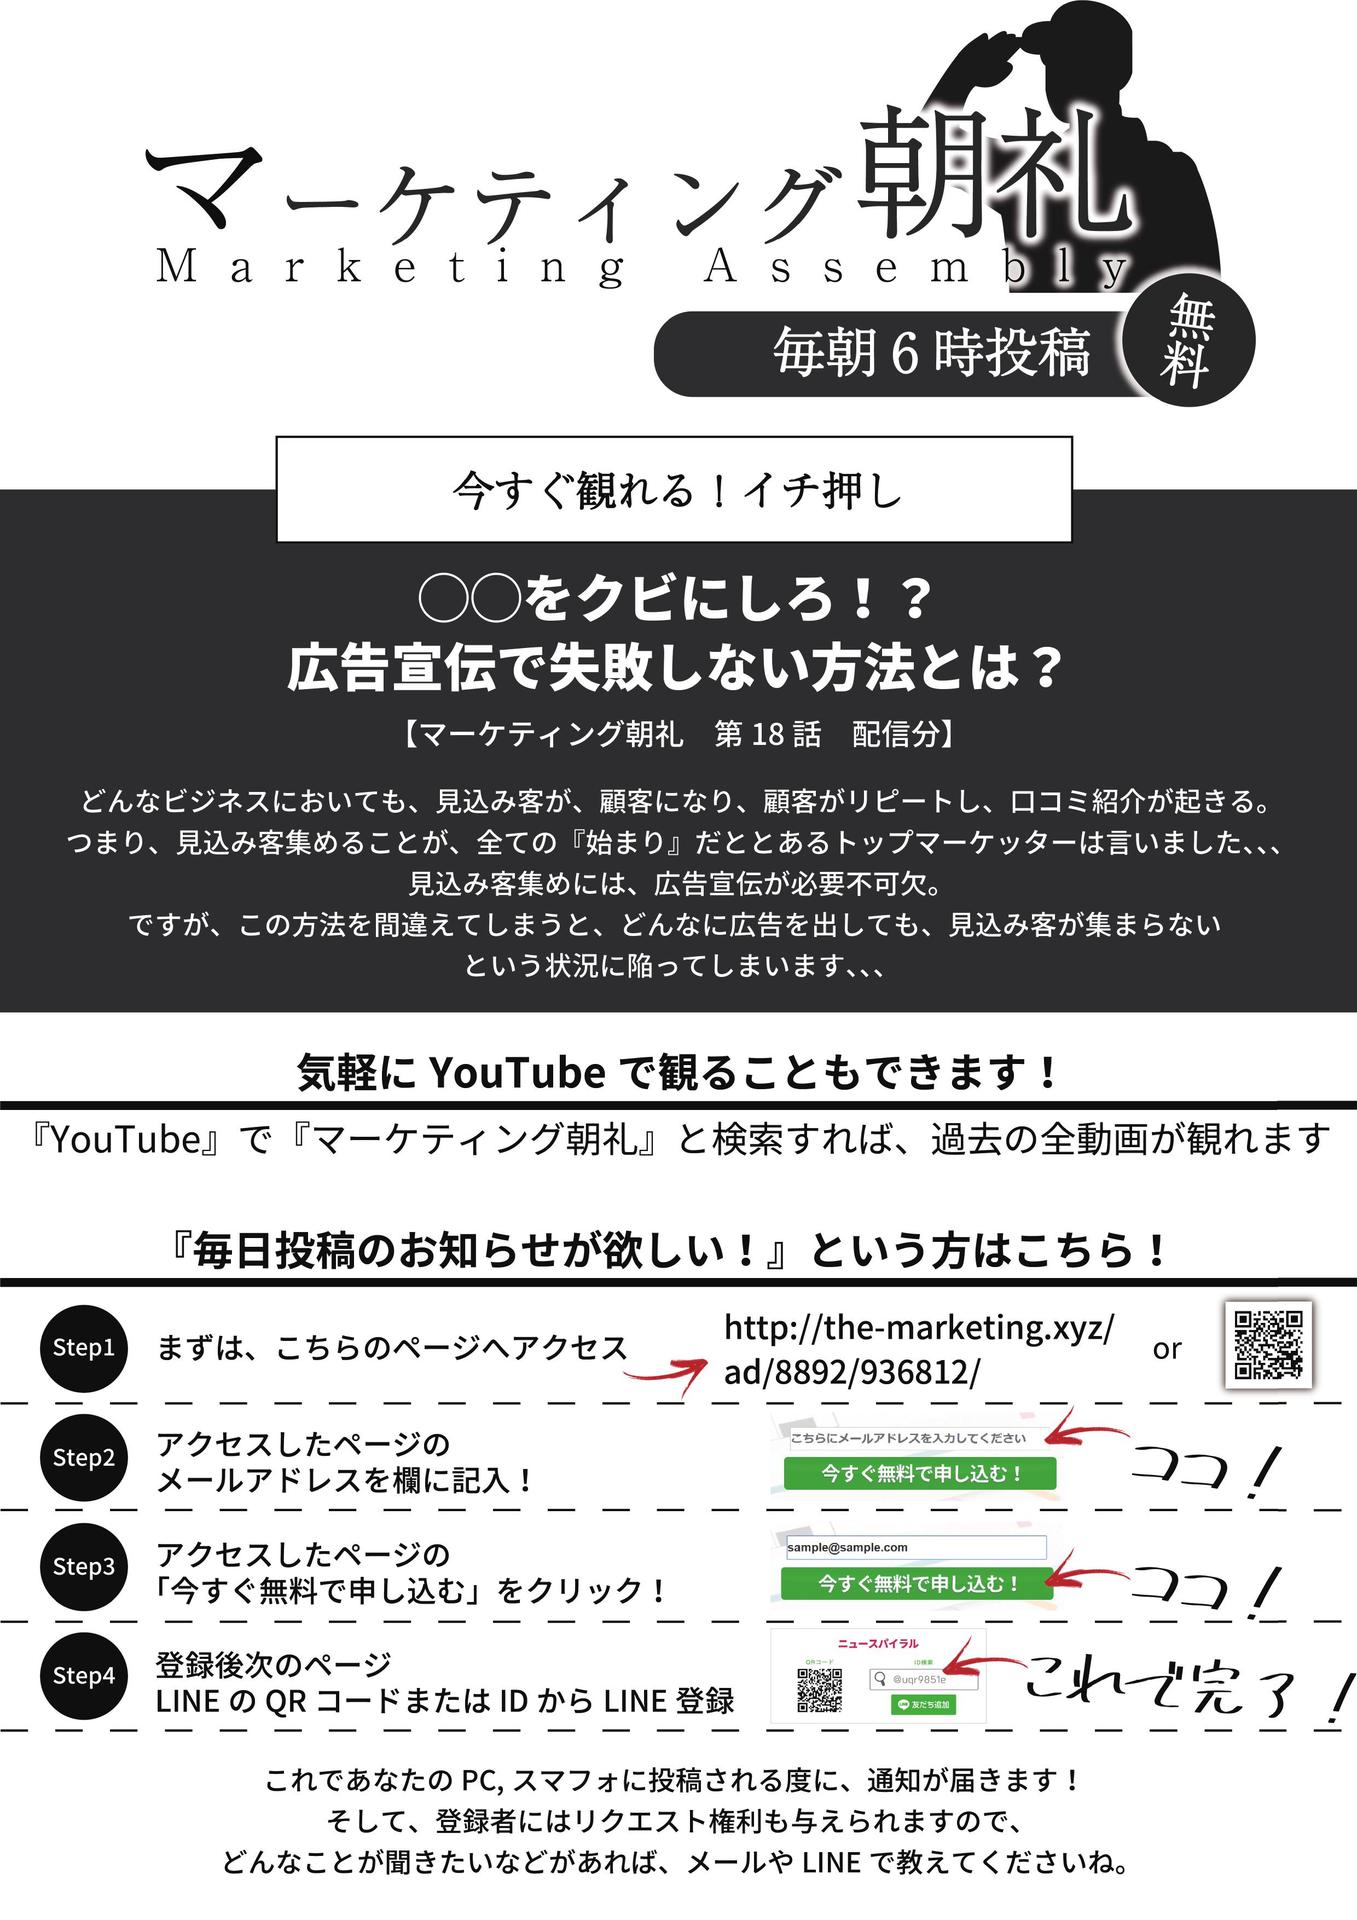 マーケティング朝礼
Marketing Assembly
毎朝6時投稿
無料
今すぐ観れる！イチ押し
◯◯をクビにしろ！？
広告宣伝で失敗しない方法とは？
【マーケティング朝礼　第18話　配信分】
どんなビジネスにおいても、見込み客が、顧客になり、顧客がリピートし、口コミ紹介が起きる。
つまり、見込み客集めることが、全ての『始まり』だととあるトップマーケッターは言いました､､､
見込み客集めには、広告宣伝が必要不可欠。
ですが、この方法を間違えてしまうと、どんなに広告を出しても、見込み客が集まらない
という状況に陥ってしまいます､､､
気軽に YouTube で観ることもできます！
『YouTube』で『マーケティング朝礼』と検索すれば、過去の全動画が観れます
『毎日投稿のお知らせが欲しい！』という方はこちら！
Step1
まずは、こちらのページへアクセス
http://the-marketing.xyz/
ad/8892/936812/
or
Step2
アクセスしたページの
メールアドレスを欄に記入！
こちらにメールアドレスを入力してください
今すぐ無料で申し込む！
ココ！
Step3
アクセスしたページの
「今すぐ無料で申し込む」をクリック！
sample@sample.com
今すぐ無料で申し込む！
ココ！
Step4
登録後次のページ
LINE の QR コードまたは ID から LINE 登録
ニュースバイラル
QRコード
ID検索
@uqr9851e
LINE 友だち追加
これで完了！
これであなたの PC, スマフォに投稿される度に、通知が届きます！
そして、登録者にはリクエスト権利も与えられますので、
どんなことが聞きたいなどがあれば、メールや LINE で教えてくださいね。